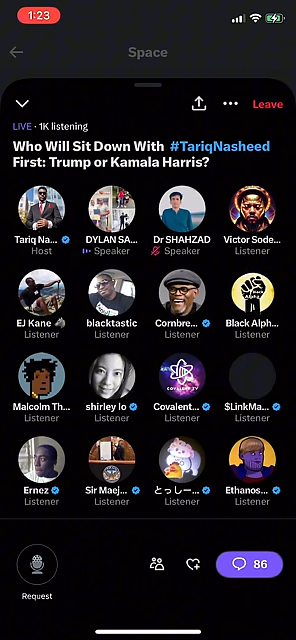 1:23
Space
Leave
LIVE · 1K listening
Who Will Sit Down With #TariqNasheed
First: Trump or Kamala Harris?
Tariq Na... DYLAN SA... Dr SHAHZAD Victor Sode...
Host Speaker Speaker Listener
EJ Kane blacktastic Cornbre... Black Alph...
Listener Listener Listener Listener
Malcolm Th... shirley lo Covalent... $LinkMa...
Listener Listener Listener Listener
Ernez Sir Maej... とっしー... Ethanos...
Listener Listener Listener Listener
86
Request